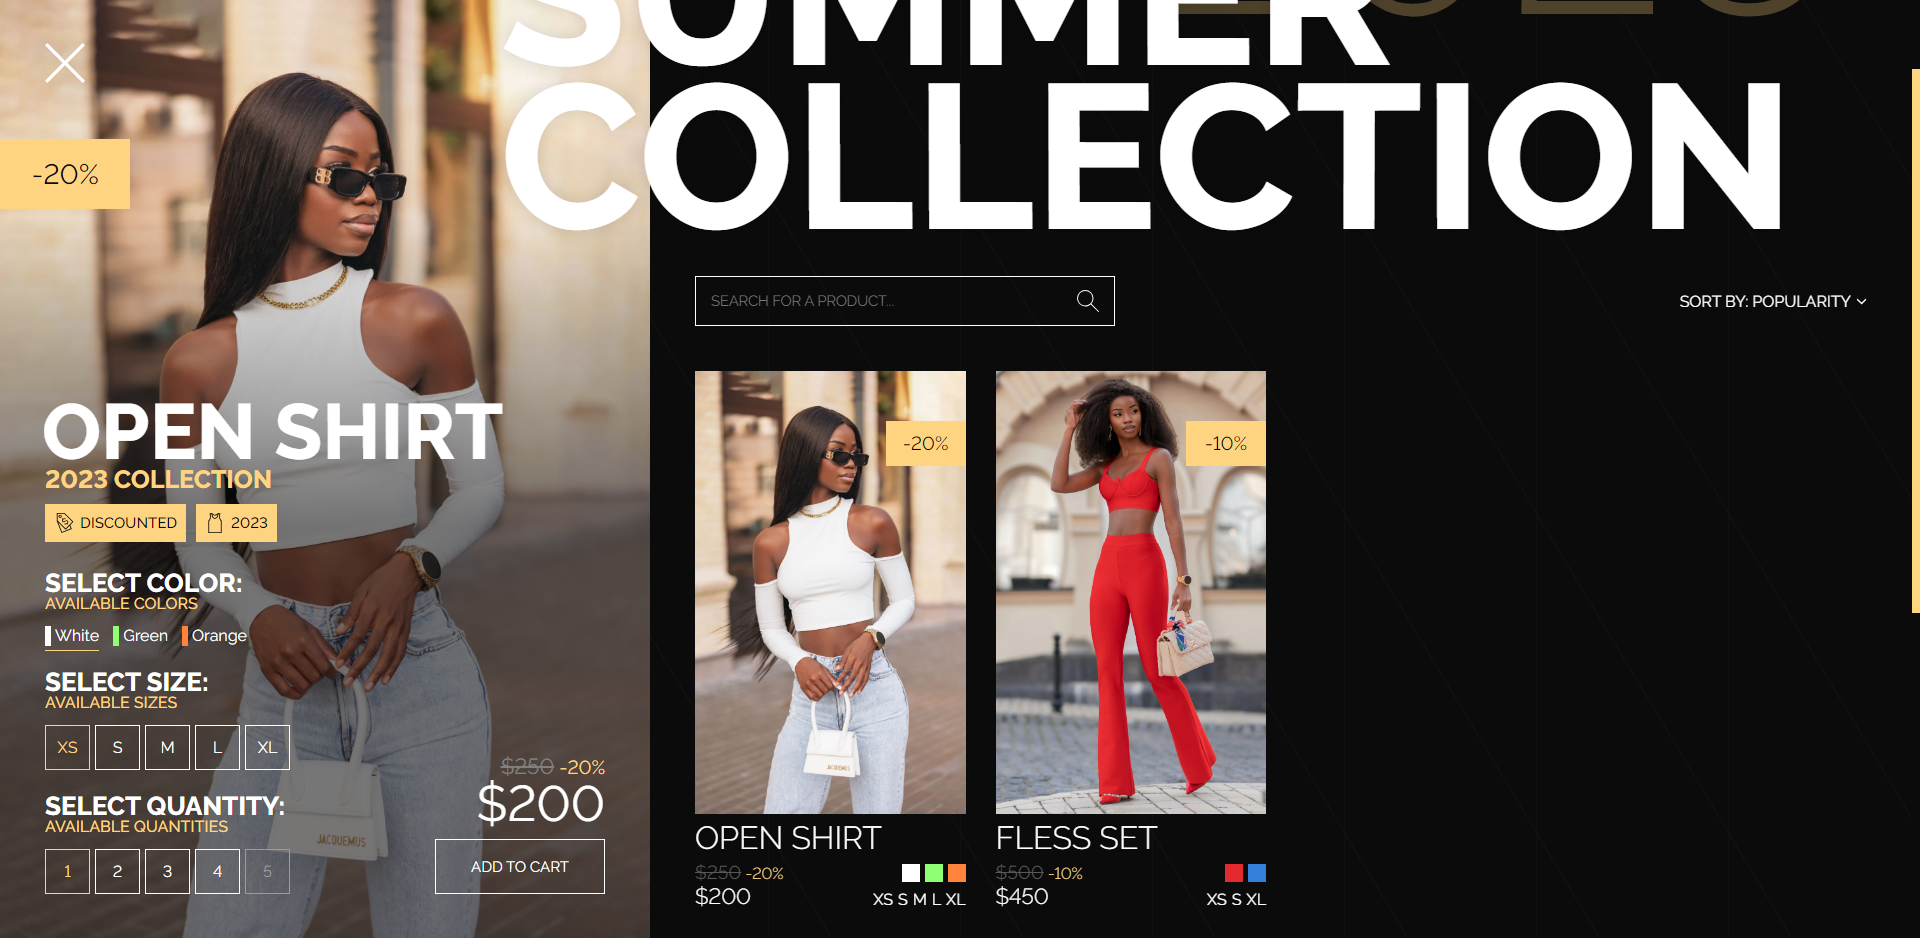 SUMMER
COLLECTION
-20%
OPEN SHIRT
2023 COLLECTION
DISCOUNTED
2023
SELECT COLOR:
AVAILABLE COLORS
White Green Orange
SELECT SIZE:
AVAILABLE SIZES
XS S M L XL
SELECT QUANTITY:
AVAILABLE QUANTITIES
1 2 3 4 5
$250 -20%
$200
ADD TO CART
JACQUEMUS
SEARCH FOR A PRODUCT...
SORT BY: POPULARITY
-20%
JACQUEMUS
OPEN SHIRT
$250 -20%
$200
XS S M L XL
-10%
FLESS SET
$500 -10%
$450
XS S XL